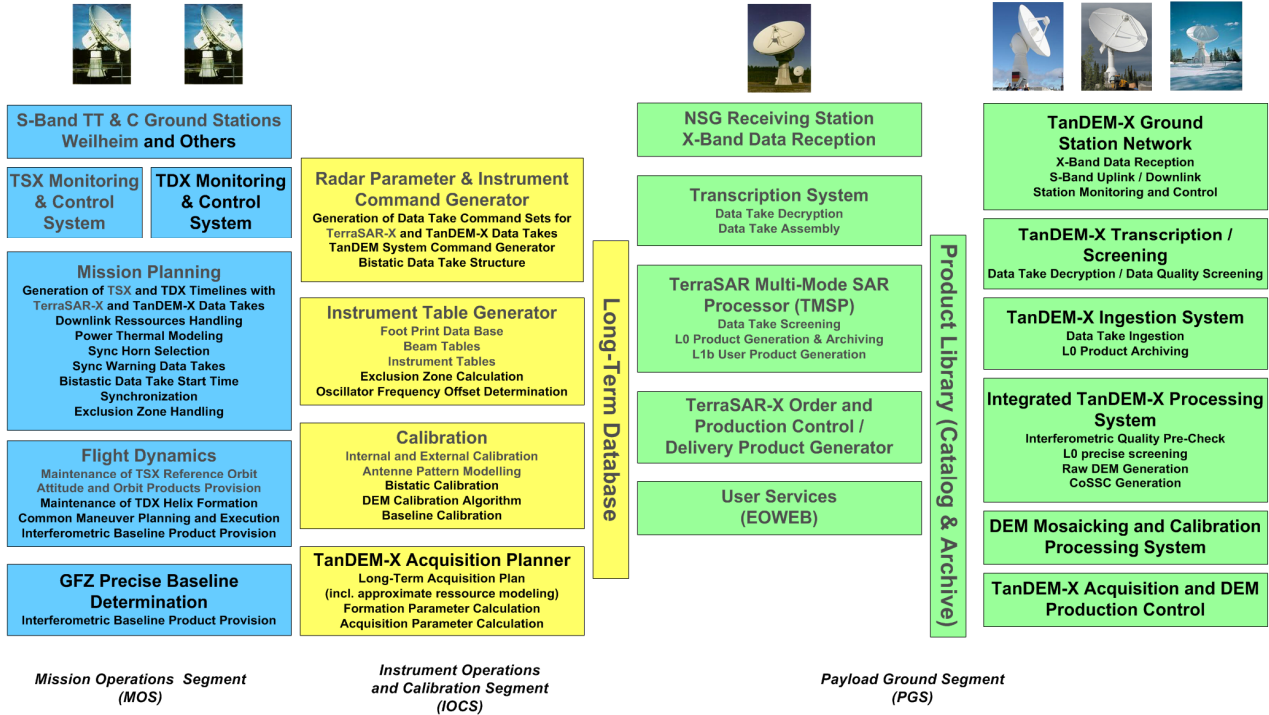 S-Band TT & C Ground Stations
Weilheim and Others
TSX Monitoring
& Control
System
TDX Monitoring
& Control
System
Mission Planning
Generation of TSX and TDX Timelines with
TerraSAR-X and TanDEM-X Data Takes
Downlink Ressources Handling
Power Thermal Modeling
Sync Horn Selection
Sync Warning Data Takes
Bistastic Data Take Start Time
Synchronization
Exclusion Zone Handling
Flight Dynamics
Maintenance of TSX Reference Orbit
Attitude and Orbit Products Provision
Maintenance of TDX Helix Formation
Common Maneuver Planning and Execution
Interferometric Baseline Product Provision
GFZ Precise Baseline
Determination
Interferometric Baseline Product Provision
Mission Operations Segment
(MOS)
Radar Parameter & Instrument
Command Generator
Generation of Data Take Command Sets for
TerraSAR-X and TanDEM-X Data Takes
TanDEM System Command Generator
Bistatic Data Take Structure
Instrument Table Generator
Foot Print Data Base
Beam Tables
Instrument Tables
Exclusion Zone Calculation
Oscillator Frequency Offset Determination
Calibration
Internal and External Calibration
Antenne Pattern Modelling
Bistatic Calibration
DEM Calibration Algorithm
Baseline Calibration
TanDEM-X Acquisition Planner
Long-Term Acquisition Plan
(incl. approximate ressource modeling)
Formation Parameter Calculation
Acquisition Parameter Calculation
Long-Term Database
Instrument Operations
and Calibration Segment
(IOCS)
NSG Receiving Station
X-Band Data Reception
Transcription System
Data Take Decryption
Data Take Assembly
TerraSAR Multi-Mode SAR
Processor (TMSP)
Data Take Screening
L0 Product Generation & Archiving
L1b User Product Generation
TerraSAR-X Order and
Production Control /
Delivery Product Generator
User Services
(EOWEB)
Product Library (Catalog & Archive)
TanDEM-X Ground
Station Network
X-Band Data Reception
S-Band Uplink / Downlink
Station Monitoring and Control
TanDEM-X Transcription /
Screening
Data Take Decryption / Data Quality Screening
TanDEM-X Ingestion System
Data Take Ingestion
L0 Product Archiving
Integrated TanDEM-X Processing
System
Interferometric Quality Pre-Check
L0 precise screening
Raw DEM Generation
CoSSC Generation
DEM Mosaicking and Calibration
Processing System
TanDEM-X Acquisition and DEM
Production Control
Payload Ground Segment
(PGS)